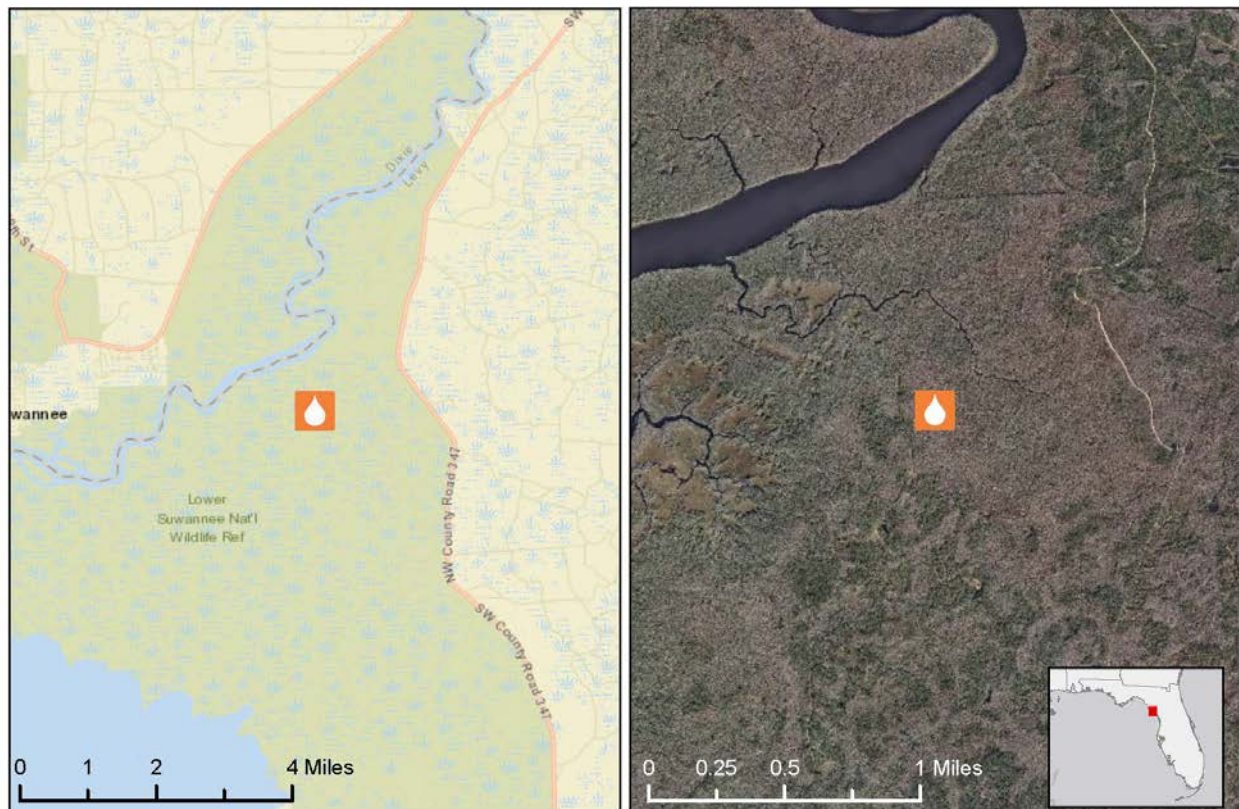 SW
Dixie
Levy
th St
wannee
Lower
Suwannee Nat'l
Wildlife Ref
NW County Road 347
SW County Road 347
0 1 2 4 Miles
0 0.25 0.5 1 Miles